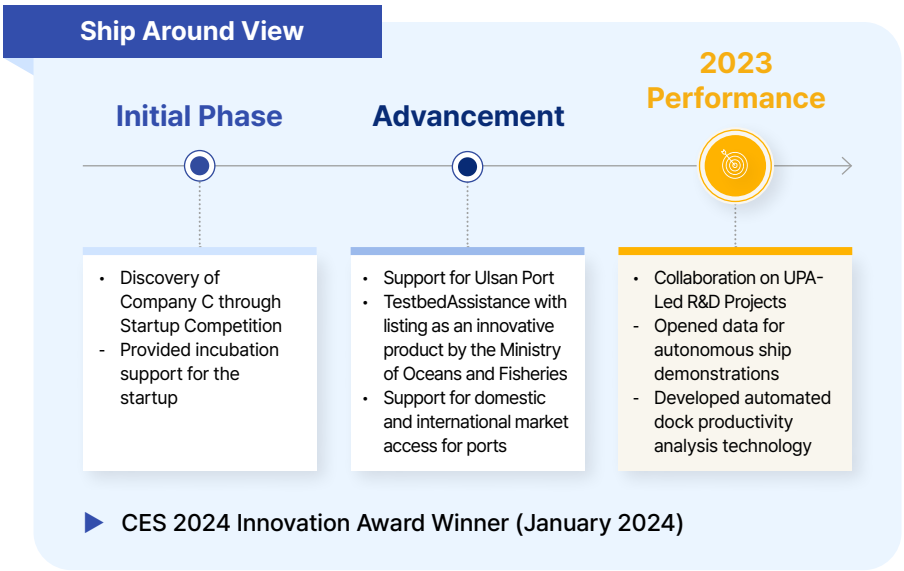 Ship Around View
Initial Phase
Advancement
2023
Performance
• Discovery of
Company C through
Startup Competition
- Provided incubation
support for the
startup
• Support for Ulsan Port
• TestbedAssistance with
listing as an innovative
product by the Ministry
of Oceans and Fisheries
• Support for domestic
and international market
access for ports
• Collaboration on UPA-
Led R&D Projects
- Opened data for
autonomous ship
demonstrations
- Developed automated
dock productivity
analysis technology
▶ CES 2024 Innovation Award Winner (January 2024)